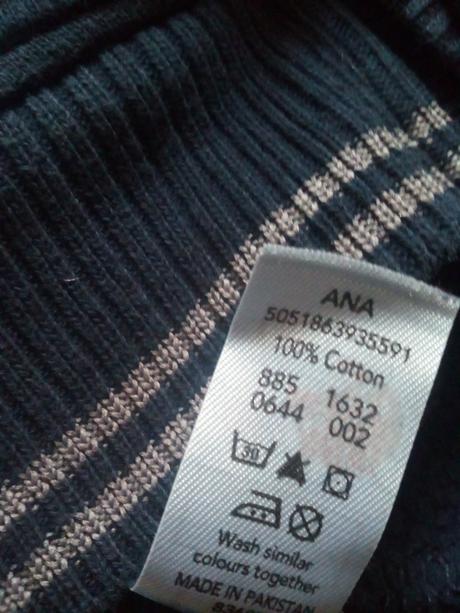 ANA
5051863935591
100% Cotton
885 1632
0644 002
30
Wash similar
colours together
MADE IN PAKISTAN